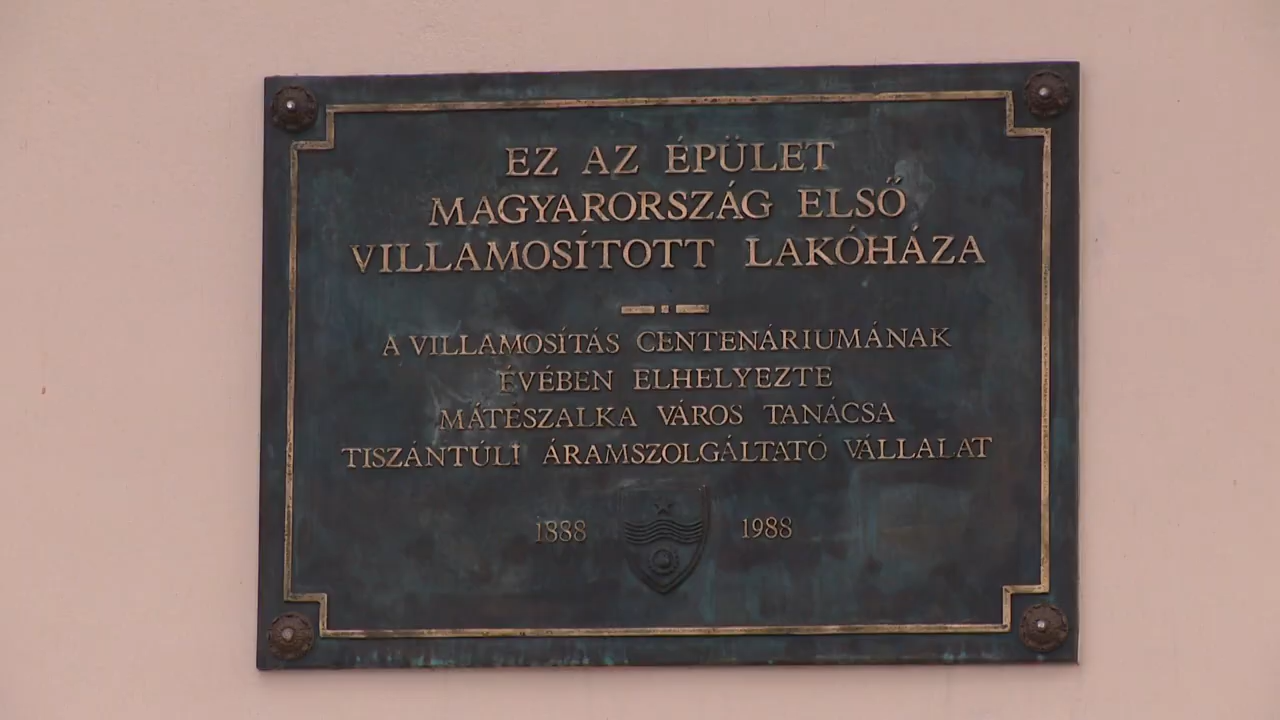 EZ AZ ÉPÜLET
MAGYARORSZÁG ELSŐ
VILLAMOSÍTOTT LAKÓHÁZA
A VILLAMOSÍTÁS CENTENÁRIUMÁNAK
ÉVÉBEN ELHELYEZTE
MÁTÉSZALKA VÁROS TANÁCSA
TISZÁNTÚLI ÁRAMSZOLGÁLTATÓ VÁLLALAT
1888 1988